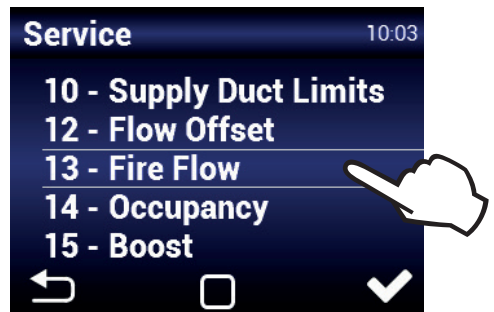 Service 10:03
10 - Supply Duct Limits
12 - Flow Offset
13 - Fire Flow
14 - Occupancy
15 - Boost